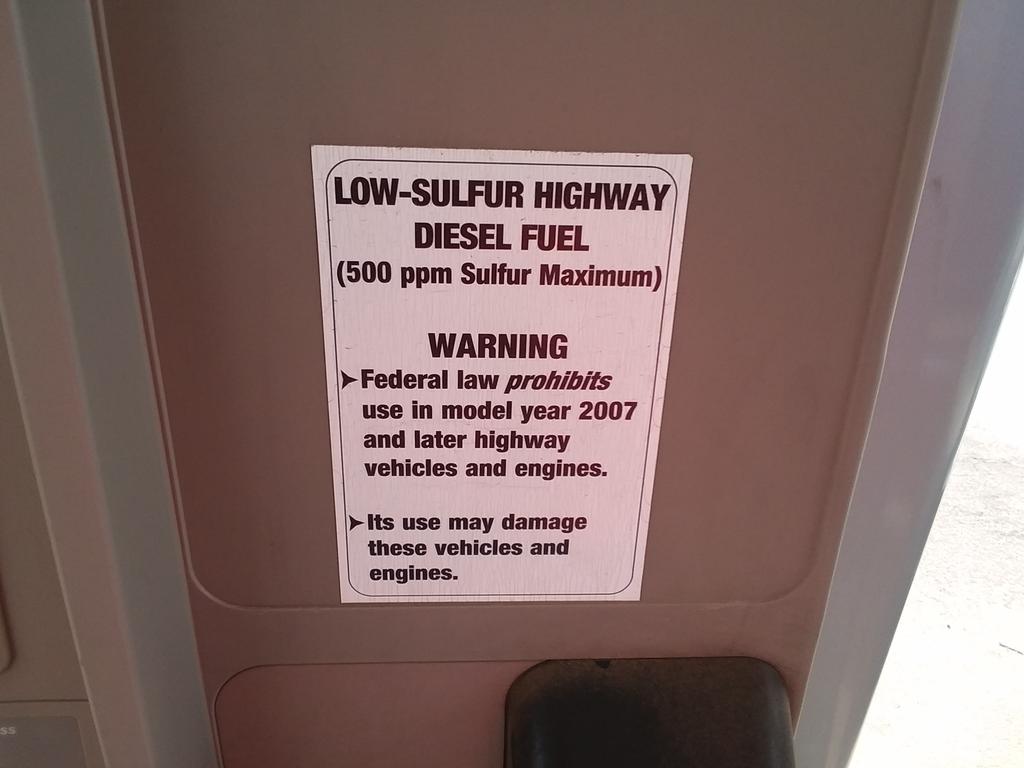 LOW-SULFUR HIGHWAY
DIESEL FUEL
(500 ppm Sulfur Maximum)
WARNING
➤Federal law prohibits
use in model year 2007
and later highway
vehicles and engines.
➤Its use may damage
these vehicles and
engines.
ss